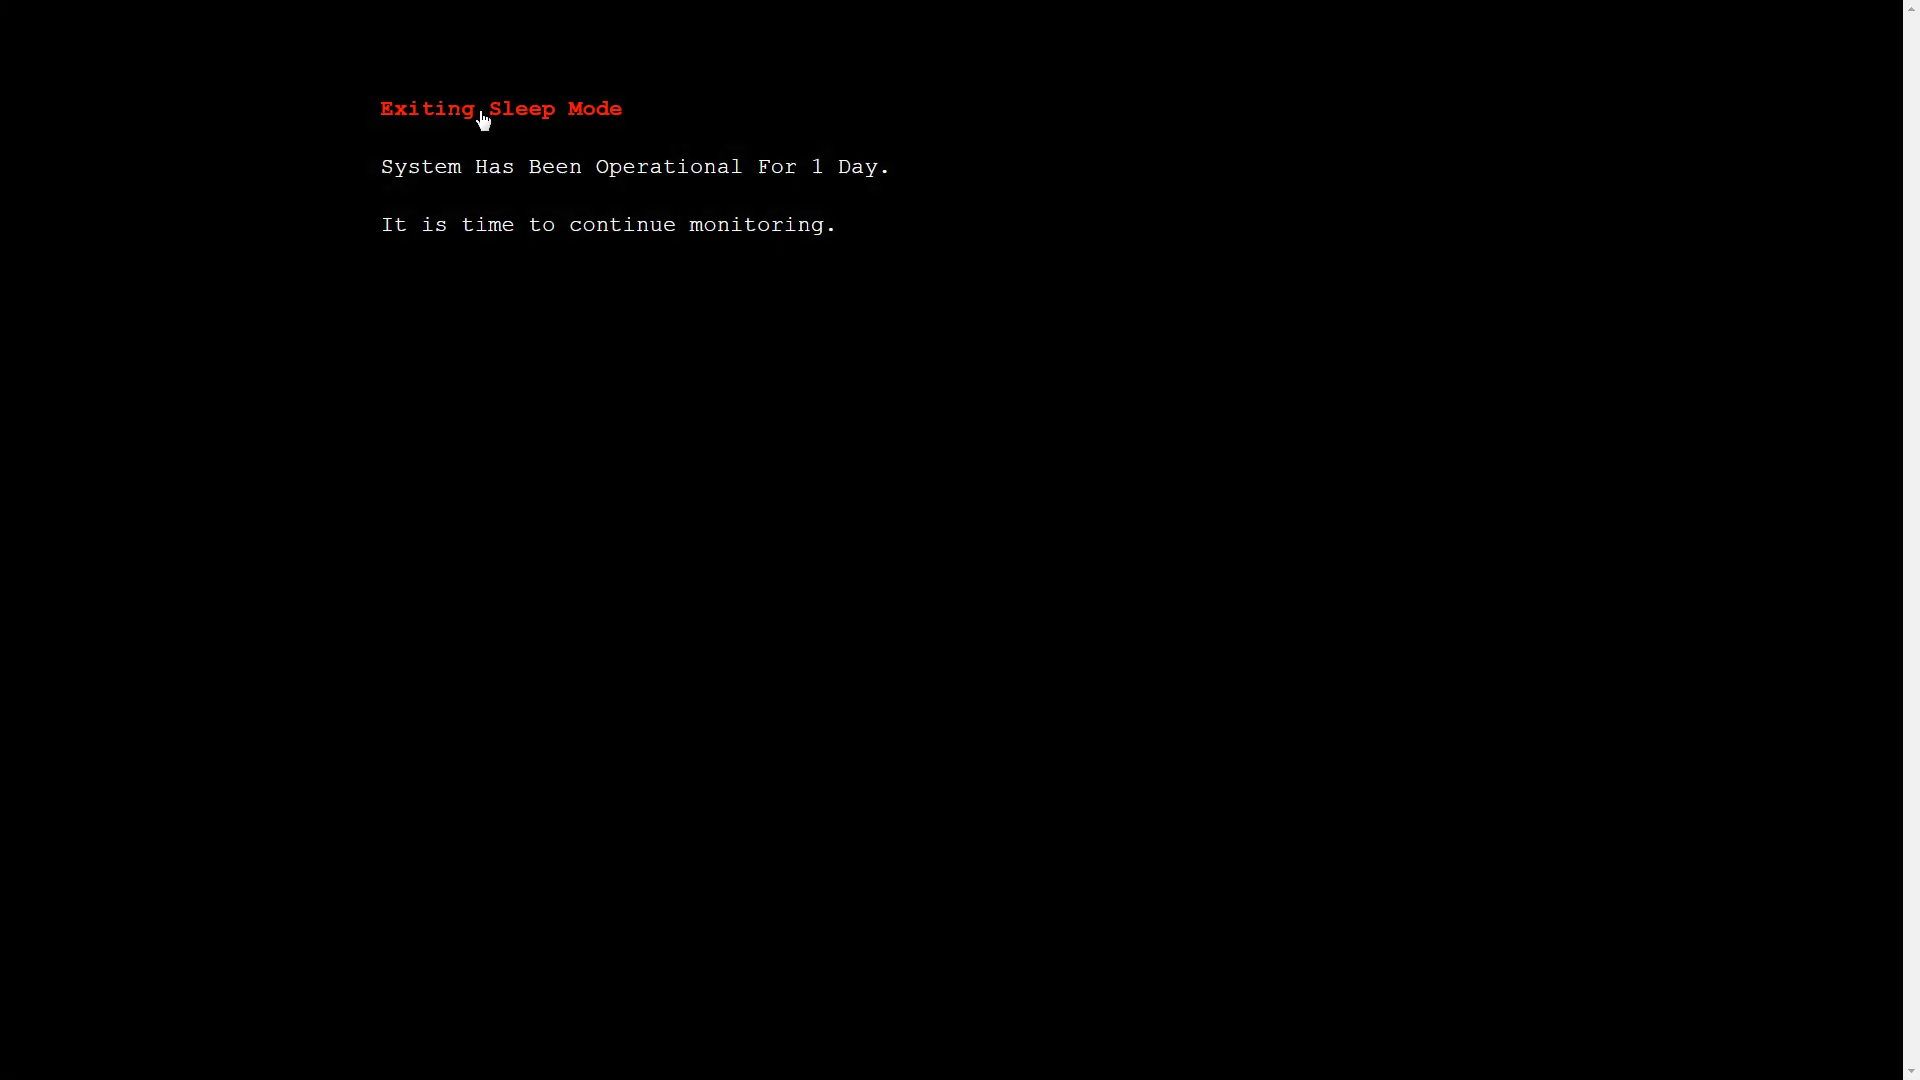 Exiting Sleep Mode
System Has Been Operational For 1 Day.
It is time to continue monitoring.